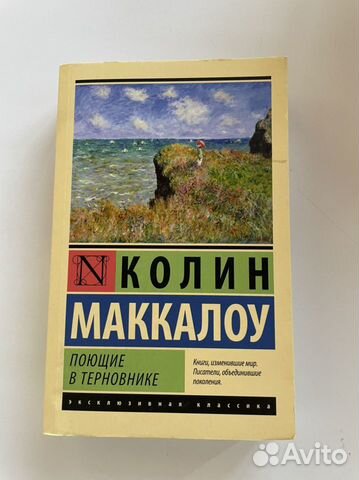 N КОЛИН
МАККАЛОУ
ПОЮЩИЕ
В ТЕРНОВНИКЕ
Книги, изменившие мир.
Писатели, объединившие
поколения.
эксклюзивная классика
Avito